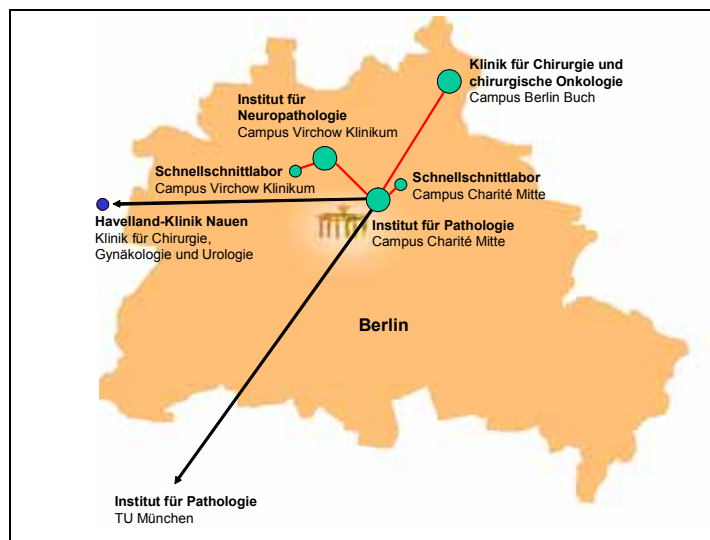 Klinik für Chirurgie und
chirurgische Onkologie
Campus Berlin Buch
Institut für
Neuropathologie
Campus Virchow Klinikum
Schnellschnittlabor
Campus Virchow Klinikum
Schnellschnittlabor
Campus Charité Mitte
Havelland-Klinik Nauen
Klinik für Chirurgie,
Gynäkologie und Urologie
Institut für Pathologie
Campus Charité Mitte
Berlin
Institut für Pathologie
TU München